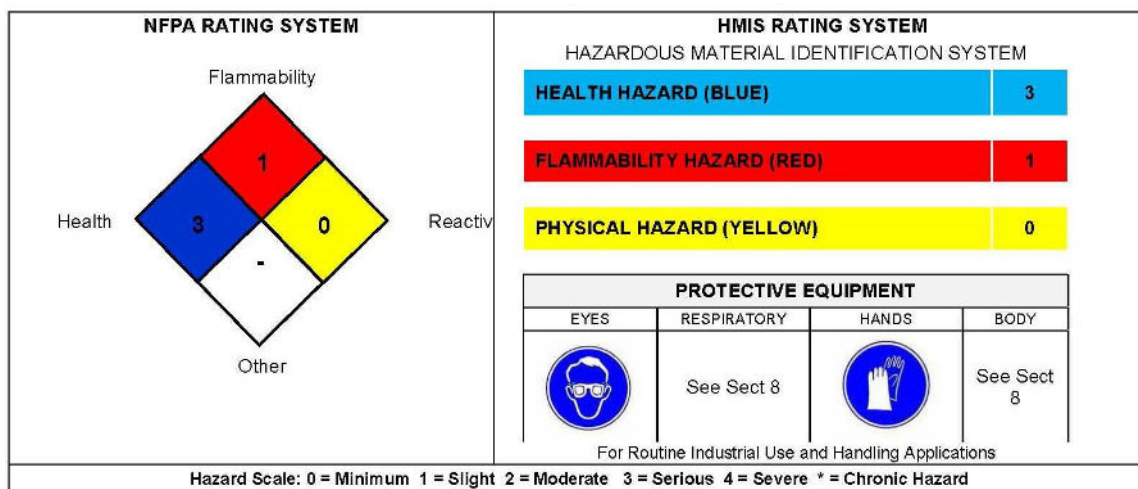 NFPA RATING SYSTEM
Flammability
1
Health
3
0
Reactiv
-
Other
HMIS RATING SYSTEM
HAZARDOUS MATERIAL IDENTIFICATION SYSTEM
HEALTH HAZARD (BLUE) 3
FLAMMABILITY HAZARD (RED) 1
PHYSICAL HAZARD (YELLOW) 0
PROTECTIVE EQUIPMENT
EYES RESPIRATORY HANDS BODY
See Sect 8
See Sect
8
For Routine Industrial Use and Handling Applications
Hazard Scale: 0 = Minimum 1 = Slight 2 = Moderate 3 = Serious 4 = Severe * = Chronic Hazard